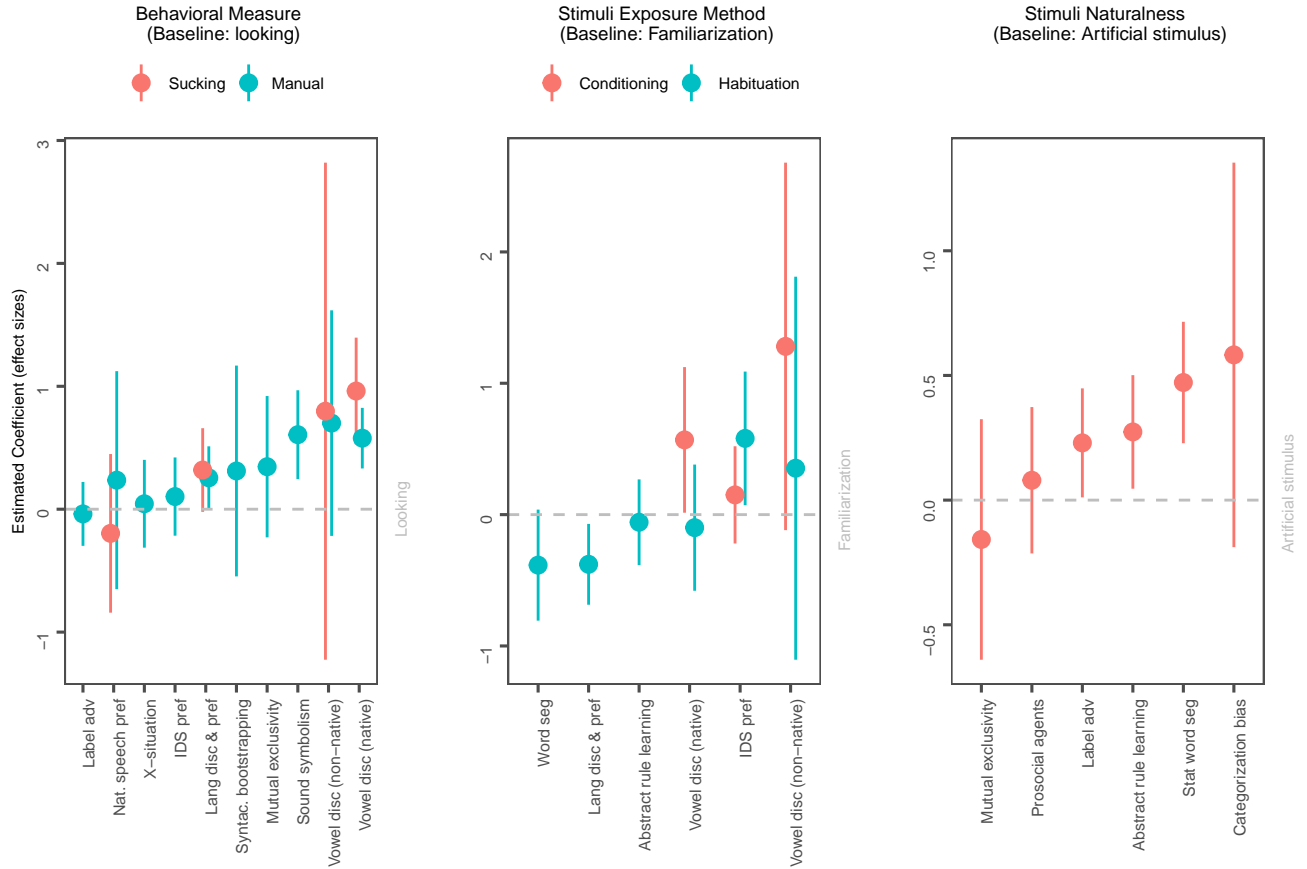 Behavioral Measure
(Baseline: looking)
Sucking
Manual
Estimated Coefficient (effect sizes)
3
2
1
0
−1
Looking
Label adv
Nat. speech pref
X−situation
IDS pref
Lang disc & pref
Syntac. bootstrapping
Mutual exclusivity
Sound symbolism
Vowel disc (non−native)
Vowel disc (native)
Stimuli Exposure Method
(Baseline: Familiarization)
Conditioning
Habituation
2
1
0
−1
Familiarization
Word seg
Lang disc & pref
Abstract rule learning
Vowel disc (native)
IDS pref
Vowel disc (non−native)
Stimuli Naturalness
(Baseline: Artificial stimulus)
1.0
0.5
0.0
−0.5
Artificial stimulus
Mutual exclusivity
Prosocial agents
Label adv
Abstract rule learning
Stat word seg
Categorization bias